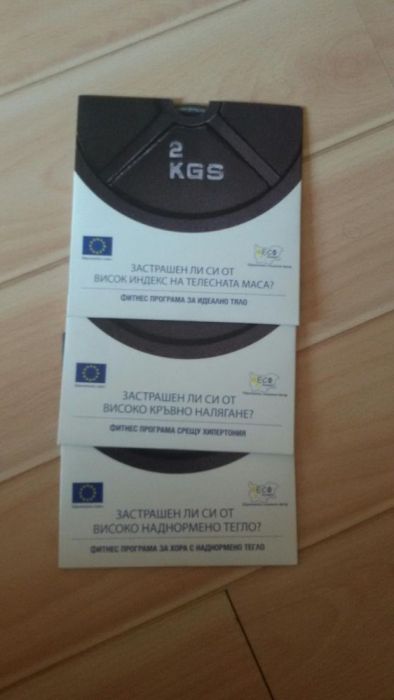 2
KGS
ЗАСТРАШЕН ЛИ СИ ОТ
ВИСОК ИНДЕКС НА ТЕЛЕСНАТА МАСА?
ФИТНЕС ПРОГРАМА ЗА ИДЕАЛНО ТЯЛО
ЗАСТРАШЕН ЛИ СИ ОТ
ВИСОКО КРЪВНО НАЛЯГАНЕ?
ФИТНЕС ПРОГРАМА СРЕЩУ ХИПЕРТОНИЯ
ЗАСТРАШЕН ЛИ СИ ОТ
ВИСОКО НАДНОРМЕНО ТЕГЛО?
ФИТНЕС ПРОГРАМА ЗА ХОРА С НАДНОРМЕНО ТЕГЛО